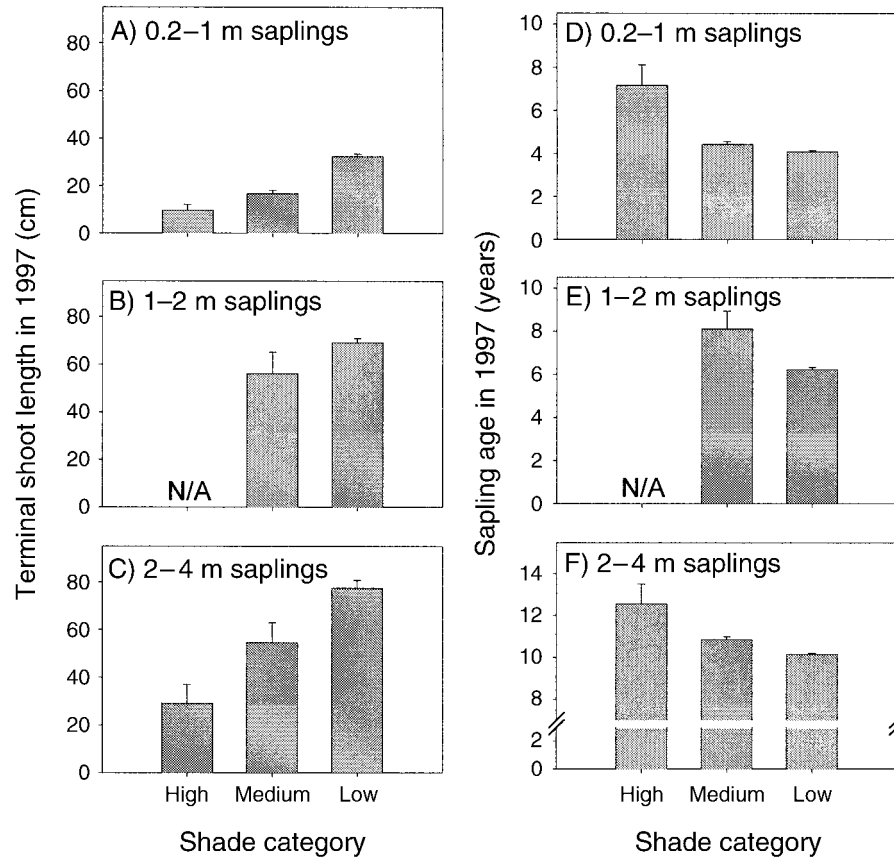 A) 0.2–1 m saplings
80
60
40
20
0
B) 1–2 m saplings
80
60
40
20
0
N/A
C) 2–4 m saplings
80
60
40
20
0
High Medium Low
Shade category
Terminal shoot length in 1997 (cm)
D) 0.2–1 m saplings
10
8
6
4
2
0
E) 1–2 m saplings
10
8
6
4
2
0
N/A
F) 2–4 m saplings
14
12
10
8
2
0
High Medium Low
Shade category
Sapling age in 1997 (years)